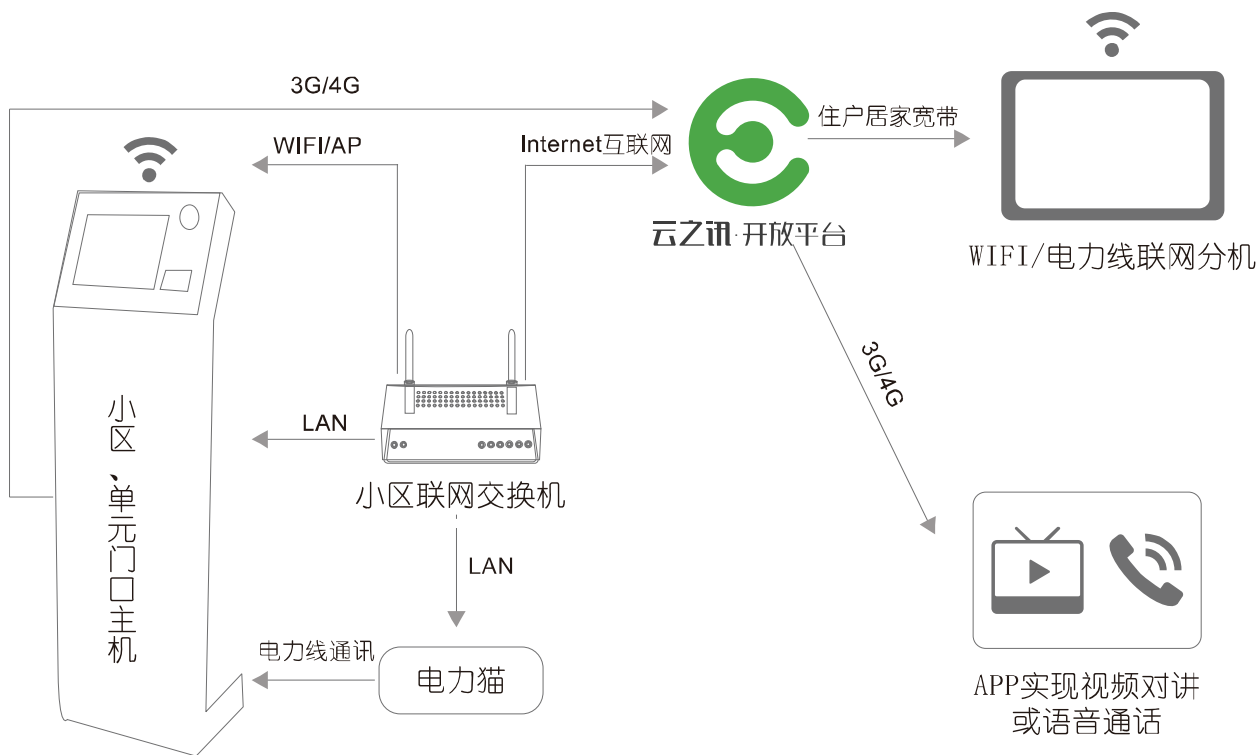 3G/4G
WIFI/AP
Internet互联网
住户居家宽带
云之讯·开放平台
WIFI/电力线联网分机
3G/4G
LAN
小区、单元门口主机
小区联网交换机
LAN
电力线通讯
电力猫
APP实现视频对讲
或语音通话